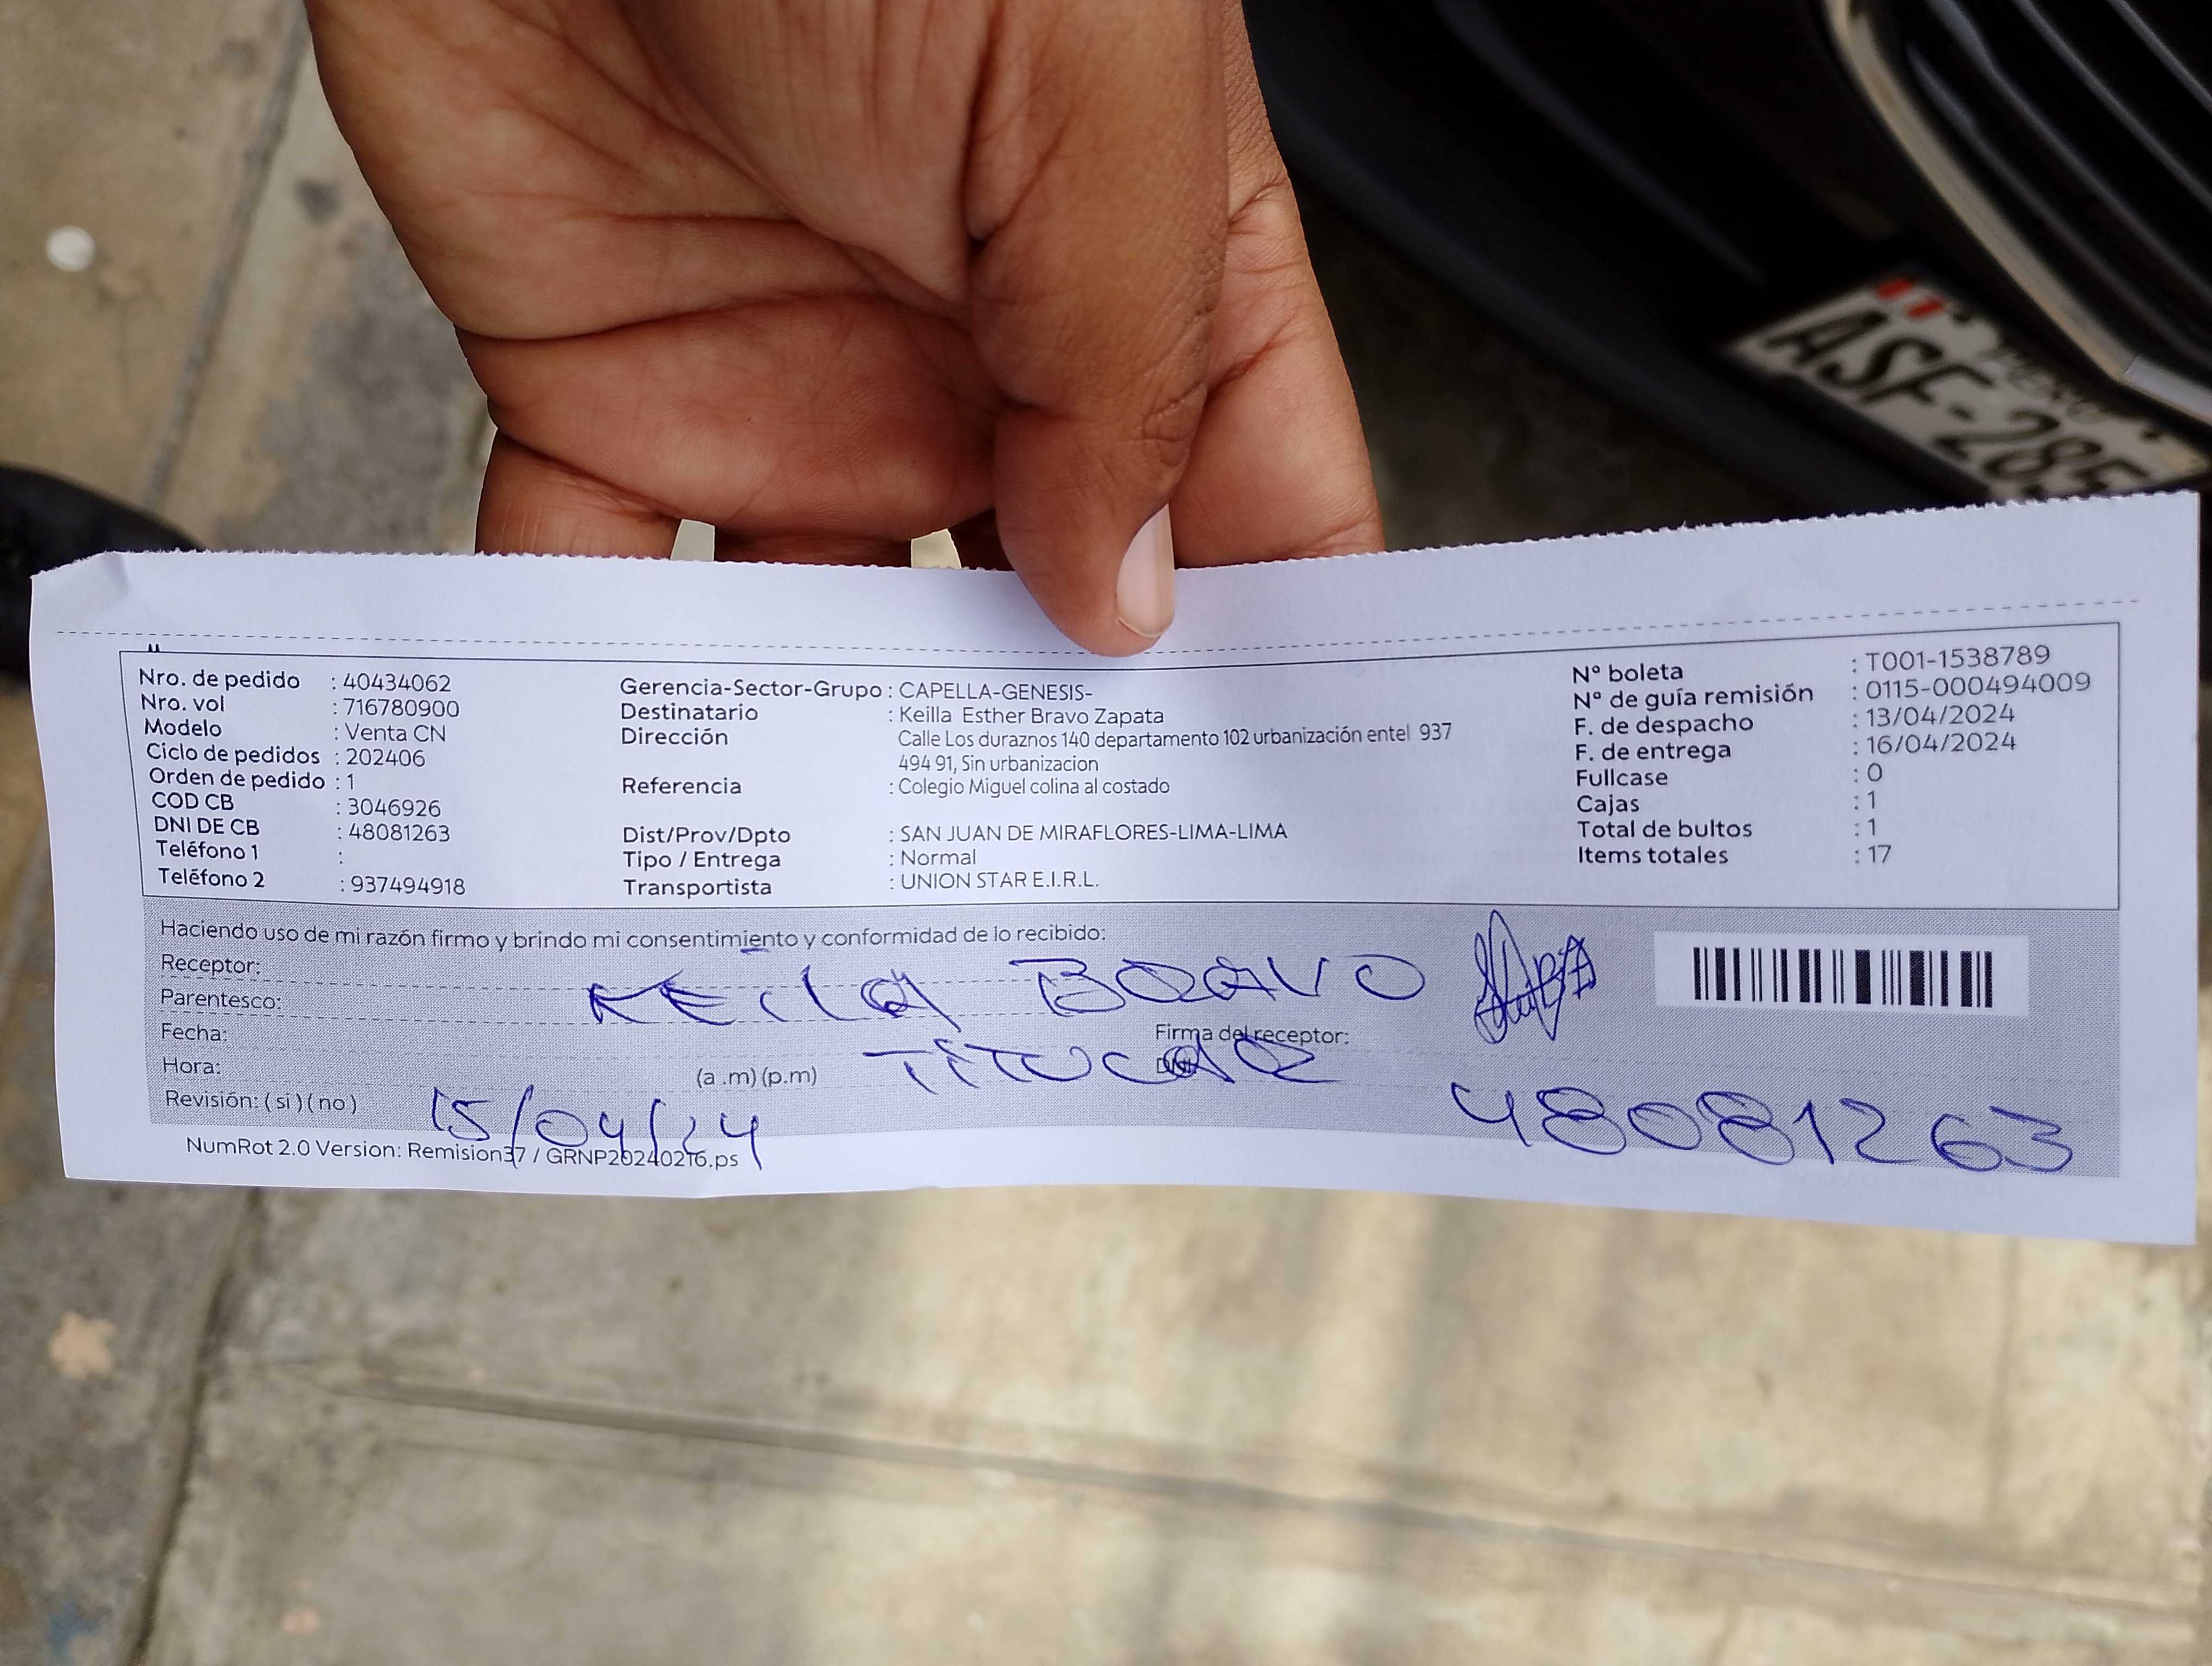 PERÚ
ASF-285
Nro. de pedido : 40434062
Nro. vol : 716780900
Modelo : Venta CN
Ciclo de pedidos : 202406
Orden de pedido : 1
COD CB : 3046926
DNI DE CB : 48081263
Teléfono 1 :
Teléfono 2 : 937494918
Gerencia-Sector-Grupo : CAPELLA-GENESIS-
Destinatario : Keilla Esther Bravo Zapata
Dirección Calle Los duraznos 140 departamento 102 urbanización entel 937
494 91, Sin urbanizacion
Referencia : Colegio Miguel colina al costado
Dist/Prov/Dpto : SAN JUAN DE MIRAFLORES-LIMA-LIMA
Tipo / Entrega : Normal
Transportista : UNION STAR E.I.R.L.
N° boleta : T001-1538789
N° de guía remisión : 0115-000494009
F. de despacho : 13/04/2024
F. de entrega : 16/04/2024
Fullcase : 0
Cajas : 1
Total de bultos : 1
Items totales : 17
Haciendo uso de mi razón firmo y brindo mi consentimiento y conformidad de lo recibido:
Receptor: KEILA BRAVO
Parentesco:
Fecha: Firma del receptor:
TITULAR
Hora: (a .m) (p.m) DNI:
Revisión: ( si ) ( no ) 15/04/24 48081263
NumRot 2.0 Version: Remision37 / GRNP20240216.ps